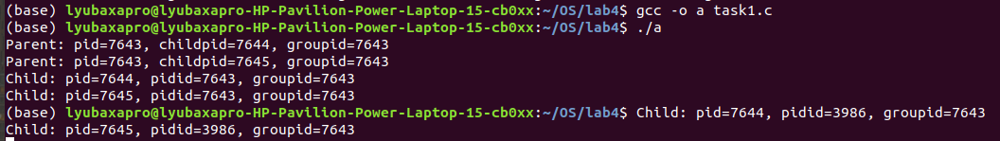 (base) lyubaxapro@lyubaxapro-HP-Pavilion-Power-Laptop-15-cb0xx:~/OS/lab4$ gcc -o a task1.c
(base) lyubaxapro@lyubaxapro-HP-Pavilion-Power-Laptop-15-cb0xx:~/OS/lab4$ ./a
Parent: pid=7643, childpid=7644, groupid=7643
Parent: pid=7643, childpid=7645, groupid=7643
Child: pid=7644, pidid=7643, groupid=7643
Child: pid=7645, pidid=7643, groupid=7643
(base) lyubaxapro@lyubaxapro-HP-Pavilion-Power-Laptop-15-cb0xx:~/OS/lab4$ Child: pid=7644, pidid=3986, groupid=7643
Child: pid=7645, pidid=3986, groupid=7643